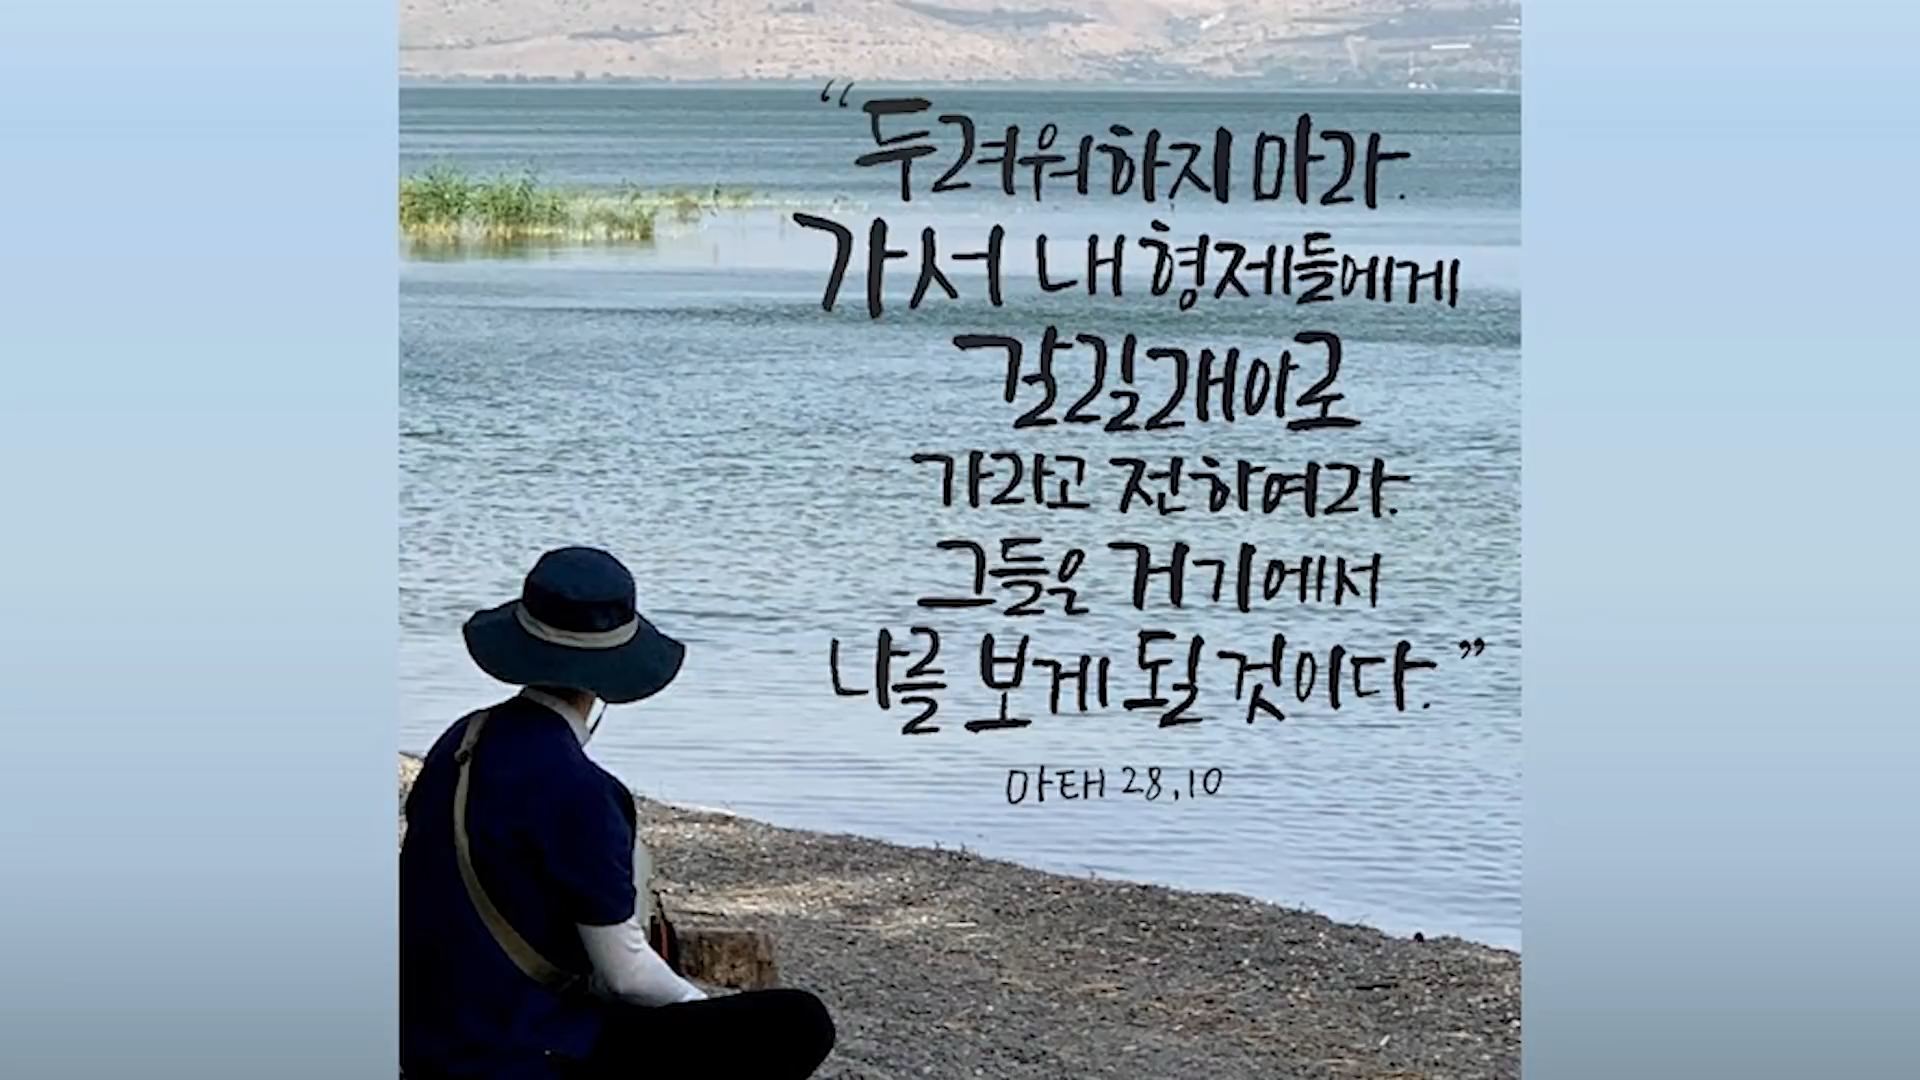 “두려워하지 마라.
가서 내 형제들에게
갈길래아로
가라고 전하여라.
그들은 거기에서
나를 보게 될 것이다.”
마태 28,10